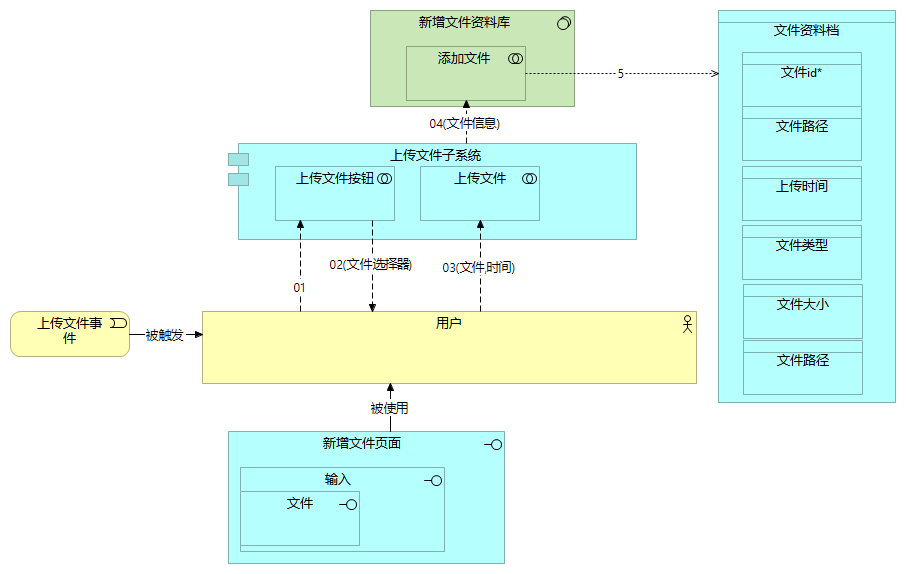 新增文件资料库
添加文件
5
文件资料档
文件id*
文件路径
上传时间
文件类型
文件大小
文件路径
04(文件信息)
上传文件子系统
上传文件按钮
上传文件
02(文件选择器)
03(文件,时间)
01
上传文件事
件
被触发
用户
被使用
新增文件页面
输入
文件